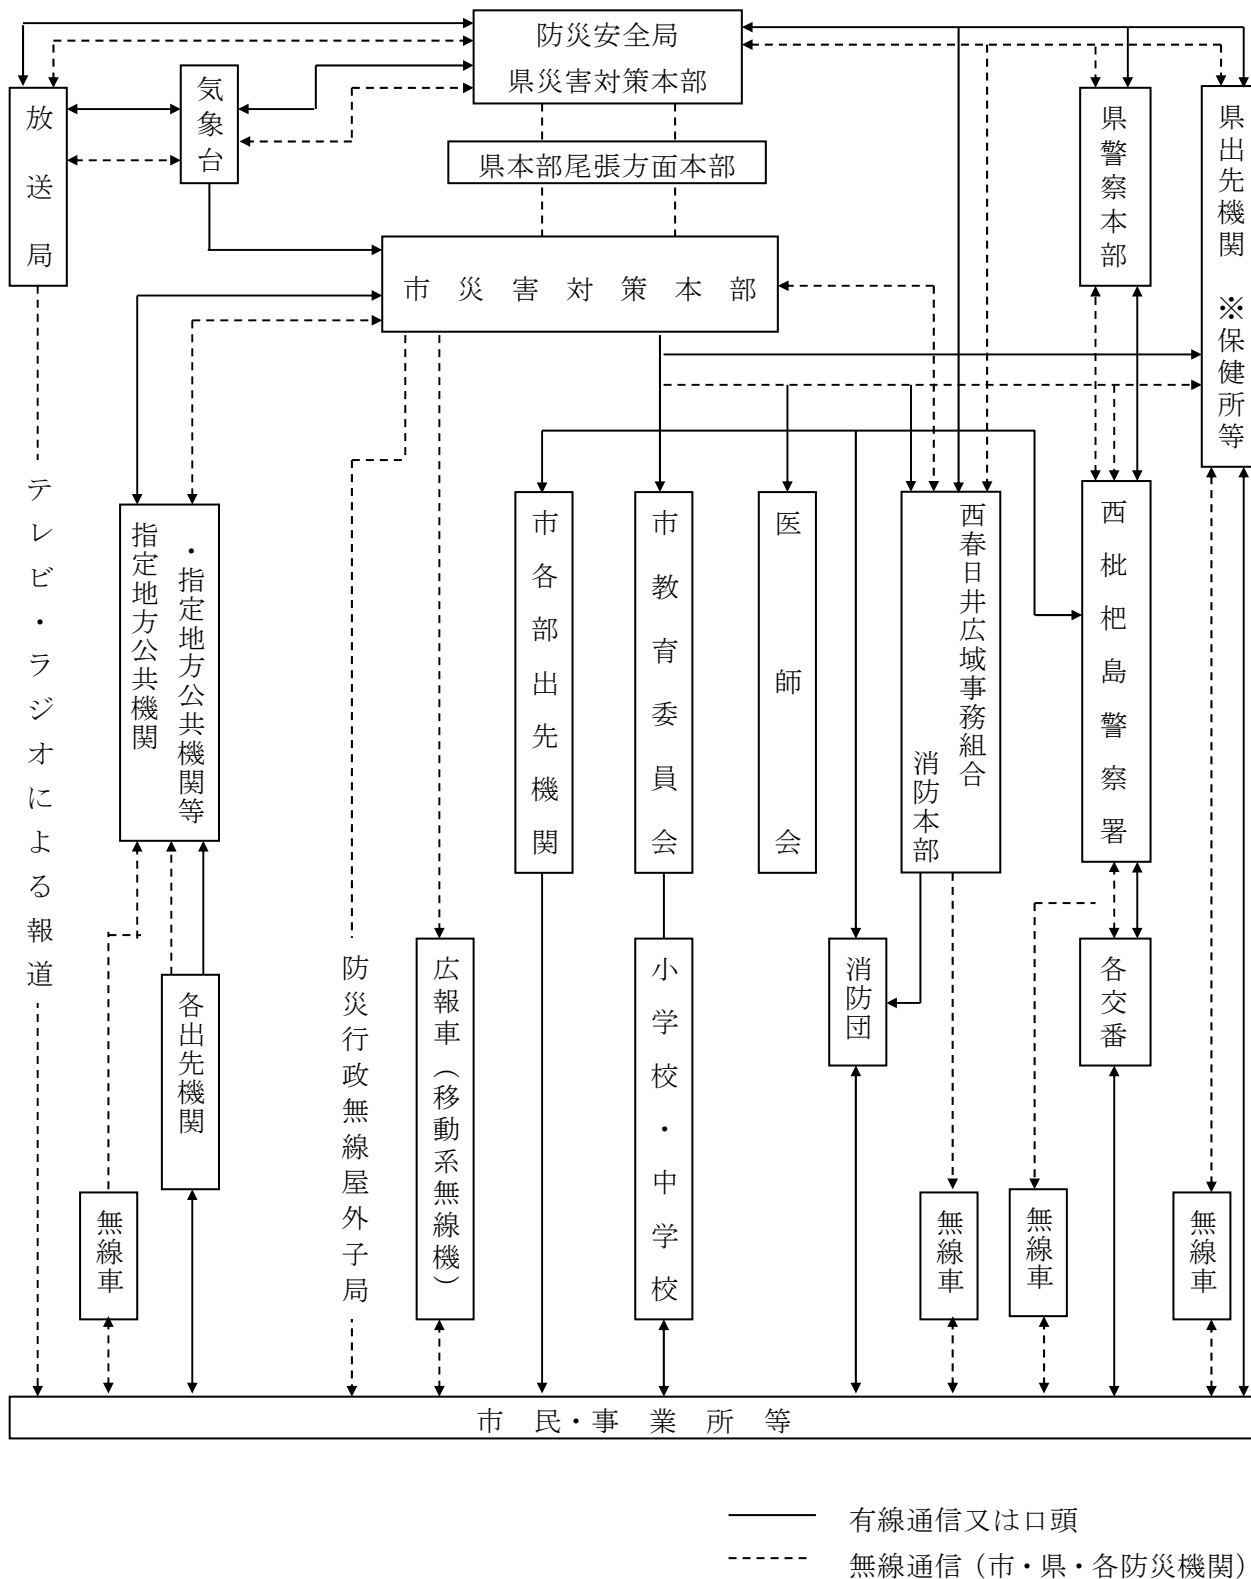 防災安全局
県災害対策本部
放送局
気象台
県本部尾張方面本部
県警察本部
県出先機関 ※保健所等
市災害対策本部
テレビ・ラジオによる報道
・指定地方公共機関等
指定地方公共機関
市各部出先機関
市教育委員会
医師会
西春日井広域事務組合
消防本部
西枇杷島警察署
各出先機関
防災行政無線屋外子局
広報車（移動系無線機）
小学校・中学校
消防団
各交番
無線車
無線車
無線車
無線車
市民・事業所等
有線通信又は口頭
無線通信（市・県・各防災機関）